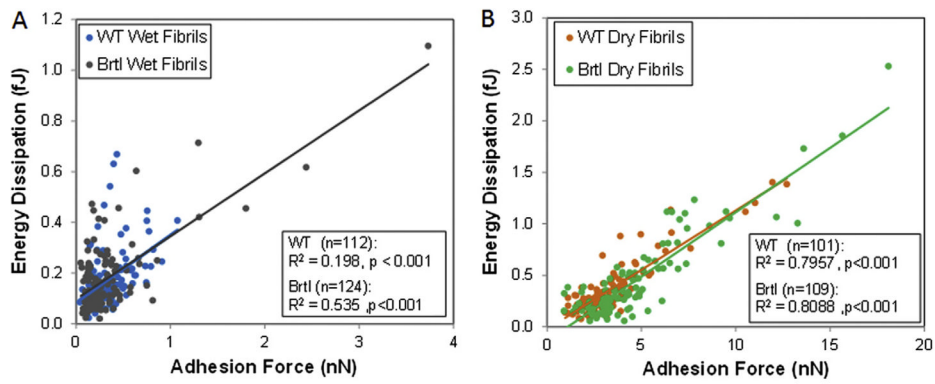 A
WT Wet Fibrils
Brtl Wet Fibrils
Energy Dissipation (fJ)
1.2
1.0
0.8
0.6
0.4
0.2
0.0
WT (n=112):
R² = 0.198, p < 0.001
Brtl (n=124):
R² = 0.535 ,p<0.001
0 1 2 3 4
Adhesion Force (nN)
B
WT Dry Fibrils
Brtl Dry Fibrils
Energy Dissipation (fJ)
3.0
2.5
2.0
1.5
1.0
0.5
0.0
WT (n=101):
R² = 0.7957, p<0.001
Brtl (n=109):
R² = 0.8088 ,p<0.001
0 5 10 15 20
Adhesion Force (nN)